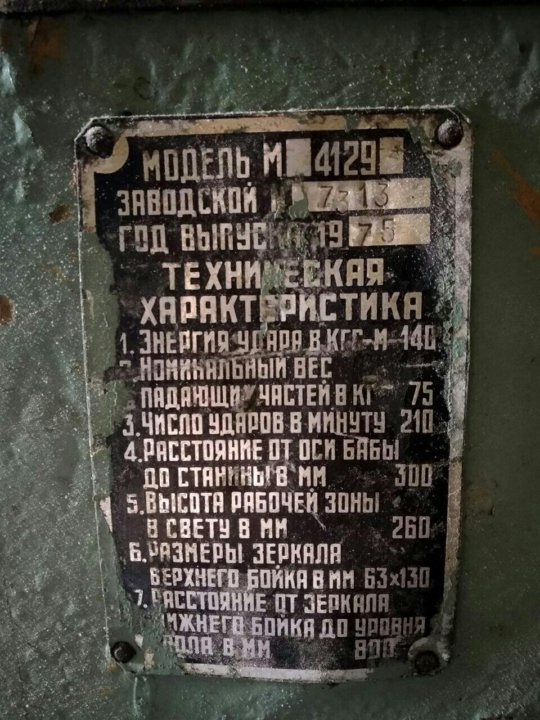 МОДЕЛЬ М 4129
ЗАВОДСКОЙ 7313
ГОД ВЫПУСКА 1975
ТЕХНИЧЕСКАЯ
ХАРАКТЕРИСТИКА
1. ЭНЕРГИЯ УДАРА В КГС-М 140
НОМИНАЛЬНЫЙ ВЕС
ПАДАЮЩИХ ЧАСТЕЙ В КГ 75
3. ЧИСЛО УДАРОВ В МИНУТУ 210
4. РАССТОЯНИЕ ОТ ОСИ БАБЫ
ДО СТАНИНЫ В ММ 300
5. ВЫСОТА РАБОЧЕЙ ЗОНЫ
В СВЕТУ В ММ 260
6. РАЗМЕРЫ ЗЕРКАЛА
ВЕРХНЕГО БОЙКА В ММ 63×130
7. РАССТОЯНИЕ ОТ ЗЕРКАЛА
НИЖНЕГО БОЙКА ДО УРОВНЯ
ПОЛА В ММ 800